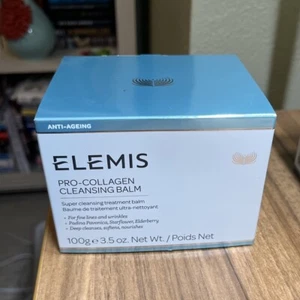 ANTI-AGEING
ELEMIS
PRO-COLLAGEN
CLEANSING BALM
Super cleansing treatment balm
Baume de traitement ultra-nettoyant
• For fine lines and wrinkles
• Padina Pavonica, Starflower, Elderberry
• Deep cleanses, softens, nourishes
100g e 3.5 oz. Net Wt. / Poids Net